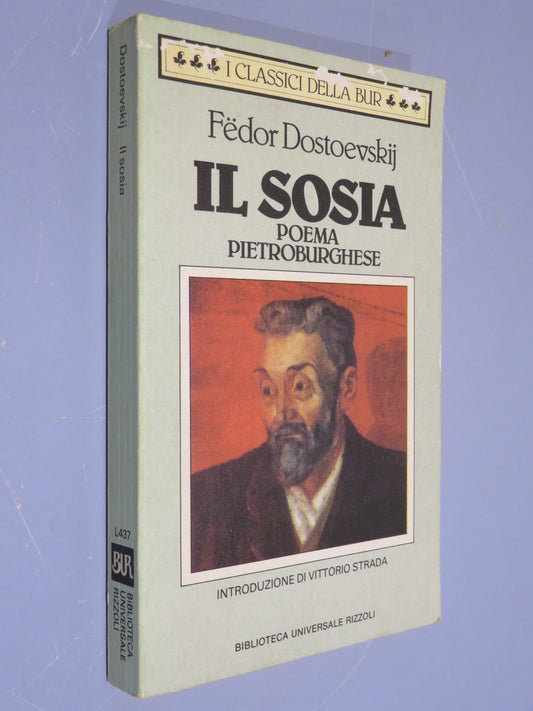 I CLASSICI DELLA BUR
Fëdor Dostoevskij
IL SOSIA
POEMA
PIETROBURGHESE
INTRODUZIONE DI VITTORIO STRADA
BIBLIOTECA UNIVERSALE RIZZOLI
Dostoevskij Il sosia
L437
BUR
BIBLIOTECA
UNIVERSALE
RIZZOLI